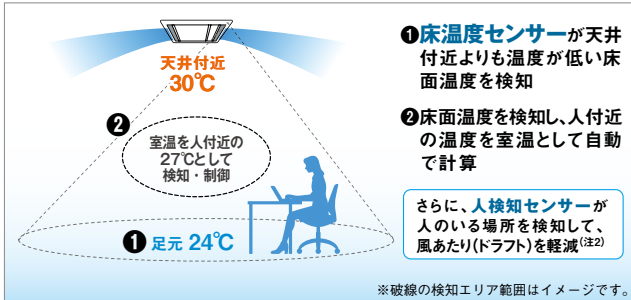 天井付近
30℃
❷
室温を人付近の
27℃として
検知・制御
❶ 足元 24℃
❶床温度センサーが天井
付近よりも温度が低い床
面温度を検知
❷床面温度を検知し、人付近
の温度を室温として自動
で計算
さらに、人検知センサーが
人のいる場所を検知して、
風あたり(ドラフト)を軽減(注2)
※破線の検知エリア範囲はイメージです。